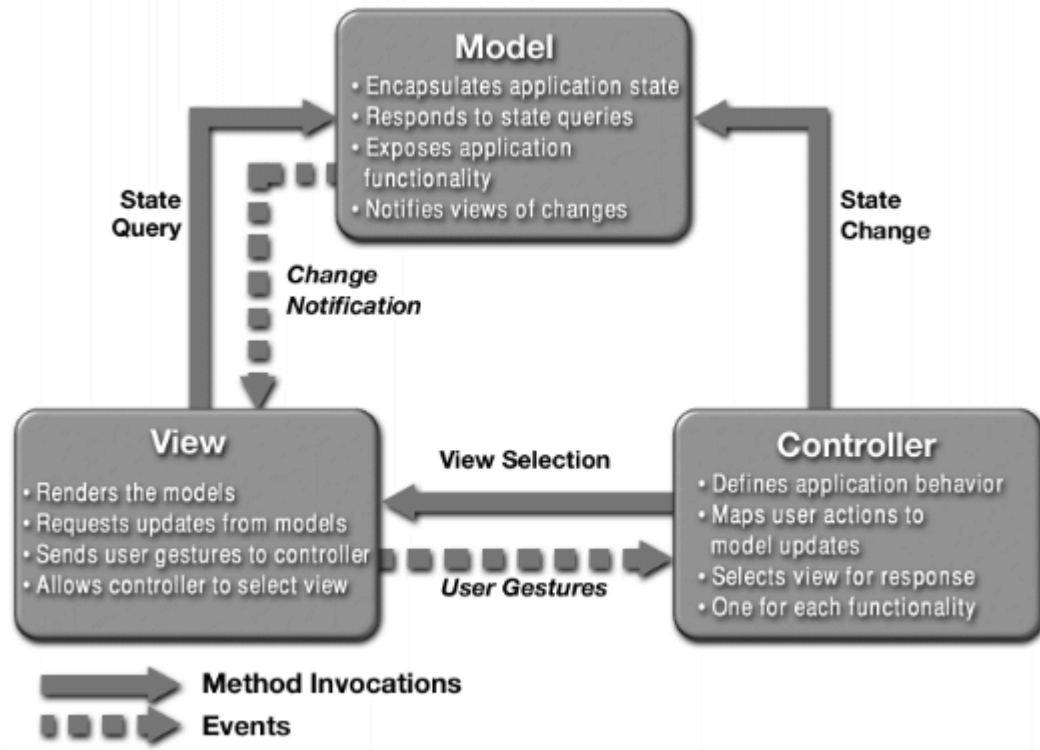 Model
• Encapsulates application state
• Responds to state queries
• Exposes application
functionality
• Notifies views of changes
State
Query
Change
Notification
State
Change
View
• Renders the models
• Requests updates from models
• Sends user gestures to controller
• Allows controller to select view
View Selection
User Gestures
Controller
• Defines application behavior
• Maps user actions to
model updates
• Selects view for response
• One for each functionality
Method Invocations
Events